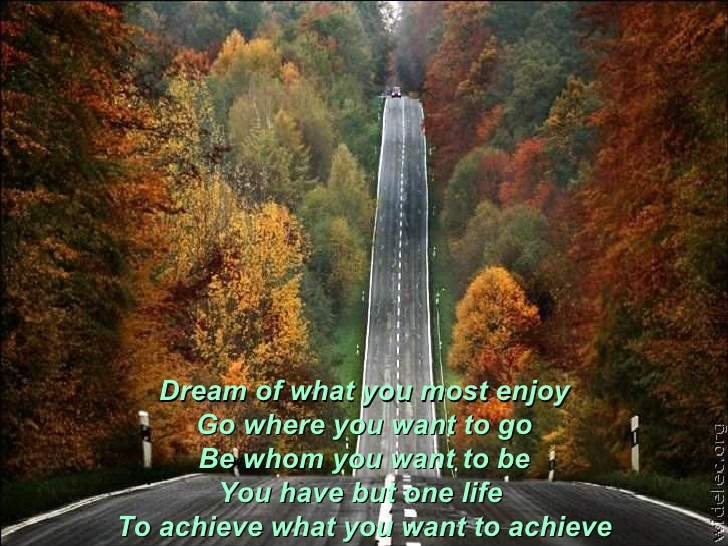 Dream of what you most enjoy
Go where you want to go
Be whom you want to be
You have but one life
To achieve what you want to achieve
widelec.org